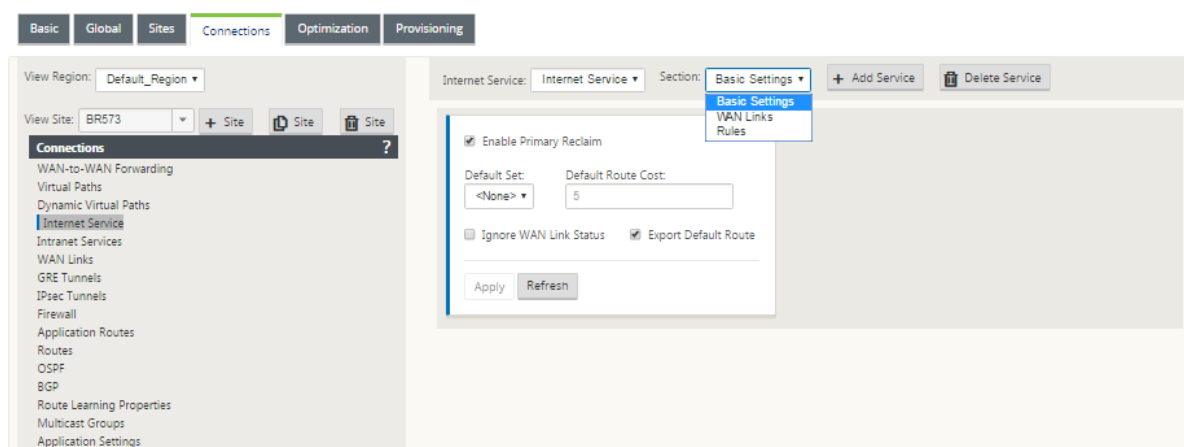 Basic Global Sites Connections Optimization Provisioning
View Region: Default_Region
Internet Service: Internet Service Section: Basic Settings + Add Service Delete Service
Basic Settings
WAN Links
Rules
View Site: BR573 + Site Site Site
Connections ?
WAN-to-WAN Forwarding
Virtual Paths
Dynamic Virtual Paths
Internet Service
Intranet Services
WAN Links
GRE Tunnels
IPsec Tunnels
Firewall
Application Routes
Routes
OSPF
BGP
Route Learning Properties
Multicast Groups
Application Settings
Enable Primary Reclaim
Default Set: Default Route Cost:
<None> 5
Ignore WAN Link Status Export Default Route
Apply Refresh